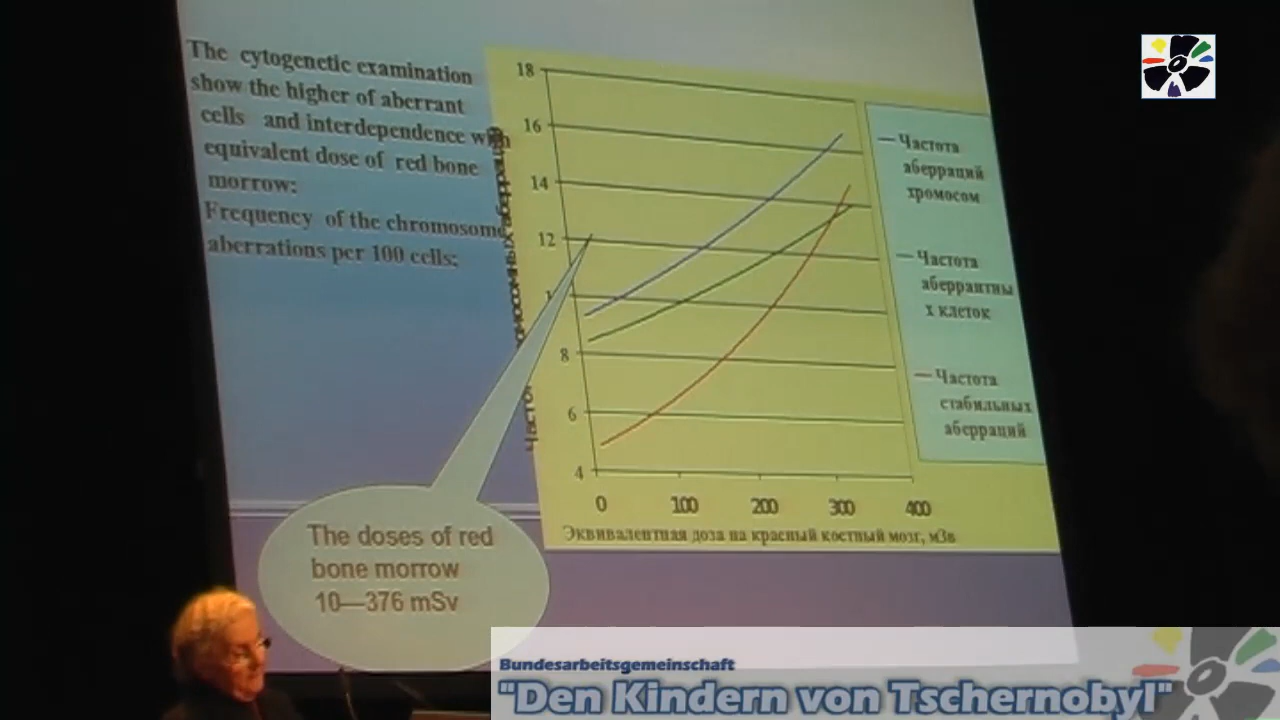 The cytogenetic examination
show the higher of aberrant
cells and interdependence with
equivalent dose of red bone
morrow:
Frequency of the chromosome
aberrations per 100 cells:
18
16
14
12
8
6
4
0 100 200 300 400
Эквивалентная доза на красный костный мозг, мЗв
Частота
аберраций
хромосом
Частота
аберрантны
х клеток
Частота
стабильных
аберраций
The doses of red
bone morrow
10—376 mSv
Bundesarbeitsgemeinschaft
"Den Kindern von Tschernobyl"